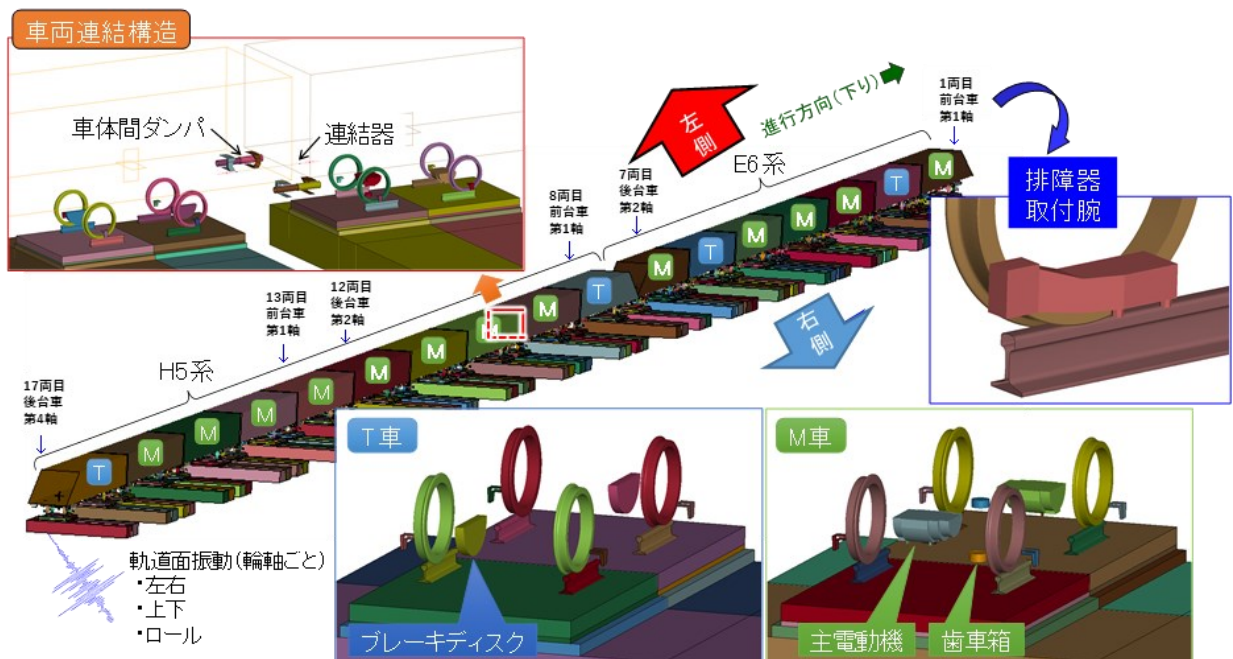 車両連結構造
車体間ダンパ
連結器
左側
進行方向(下り)
1両目
前台車
第1軸
E6系
7両目
後台車
第2軸
8両目
前台車
第1軸
排障器
取付腕
M
T
M
M
M
T
M
右側
T
M
M
M
M
M
M
M
M
T
12両目
後台車
第2軸
13両目
前台車
第1軸
H5系
17両目
後台車
第4軸
軌道面振動(輪軸ごと)
・左右
・上下
・ロール
T車
ブレーキディスク
M車
主電動機
歯車箱